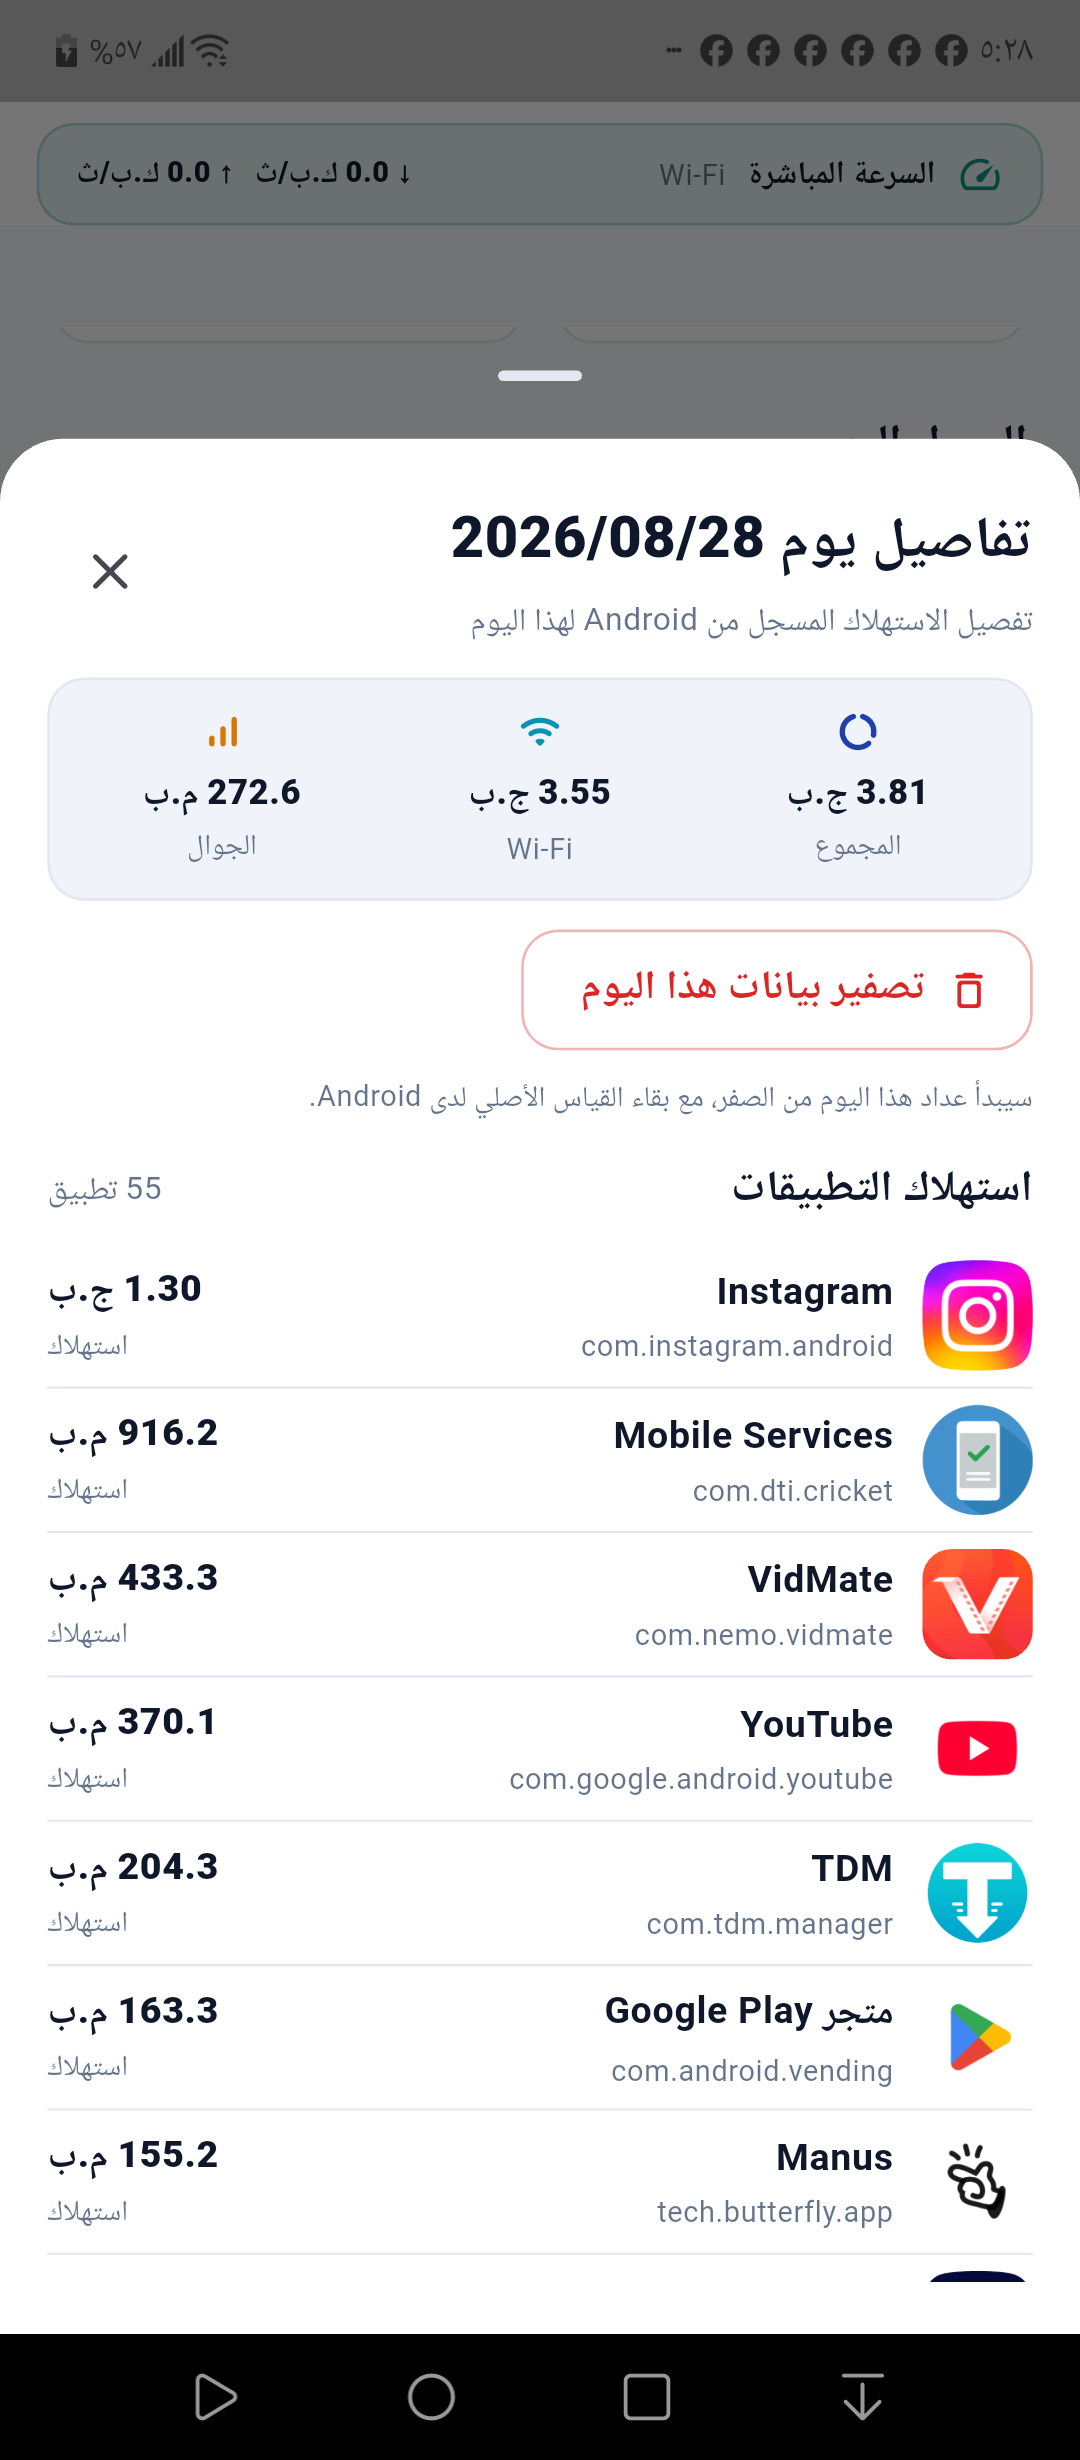 ٥:٢٨ %٥٧
السرعة المباشرة Wi-Fi ↓ 0.0 ك.ب/ث ↑ 0.0 ك.ب/ث
تفاصيل يوم 2026/08/28
تفصيل الاستهلاك المسجل من Android لهذا اليوم
3.81 ج.ب 3.55 ج.ب 272.6 م.ب
المجموع Wi-Fi الجوال
تصفير بيانات هذا اليوم
سيبدأ عداد هذا اليوم من الصفر، مع بقاء القياس الأصلي لدى Android.
استهلاك التطبيقات 55 تطبيق
Instagram 1.30 ج.ب
com.instagram.android استهلاك
Mobile Services 916.2 م.ب
com.dti.cricket استهلاك
VidMate 433.3 م.ب
com.nemo.vidmate استهلاك
YouTube 370.1 م.ب
com.google.android.youtube استهلاك
TDM 204.3 م.ب
com.tdm.manager استهلاك
متجر Google Play 163.3 م.ب
com.android.vending استهلاك
Manus 155.2 م.ب
tech.butterfly.app استهلاك